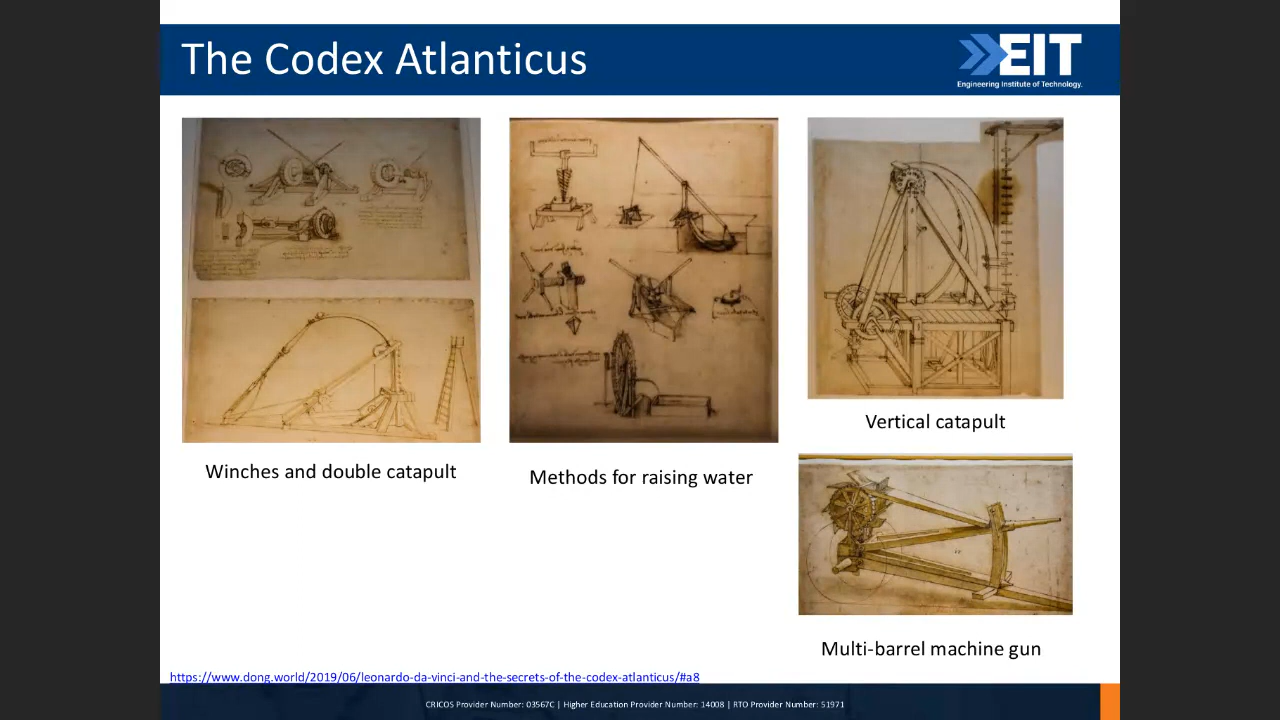 The Codex Atlanticus
EIT
Engineering Institute of Technology.
Winches and double catapult
Methods for raising water
Vertical catapult
Multi-barrel machine gun
https://www.dong.world/2019/06/leonardo-da-vinci-and-the-secrets-of-the-codex-atlanticus/#a8
CRICOS Provider Number: 03567C | Higher Education Provider Number: 14008 | RTO Provider Number: 51971